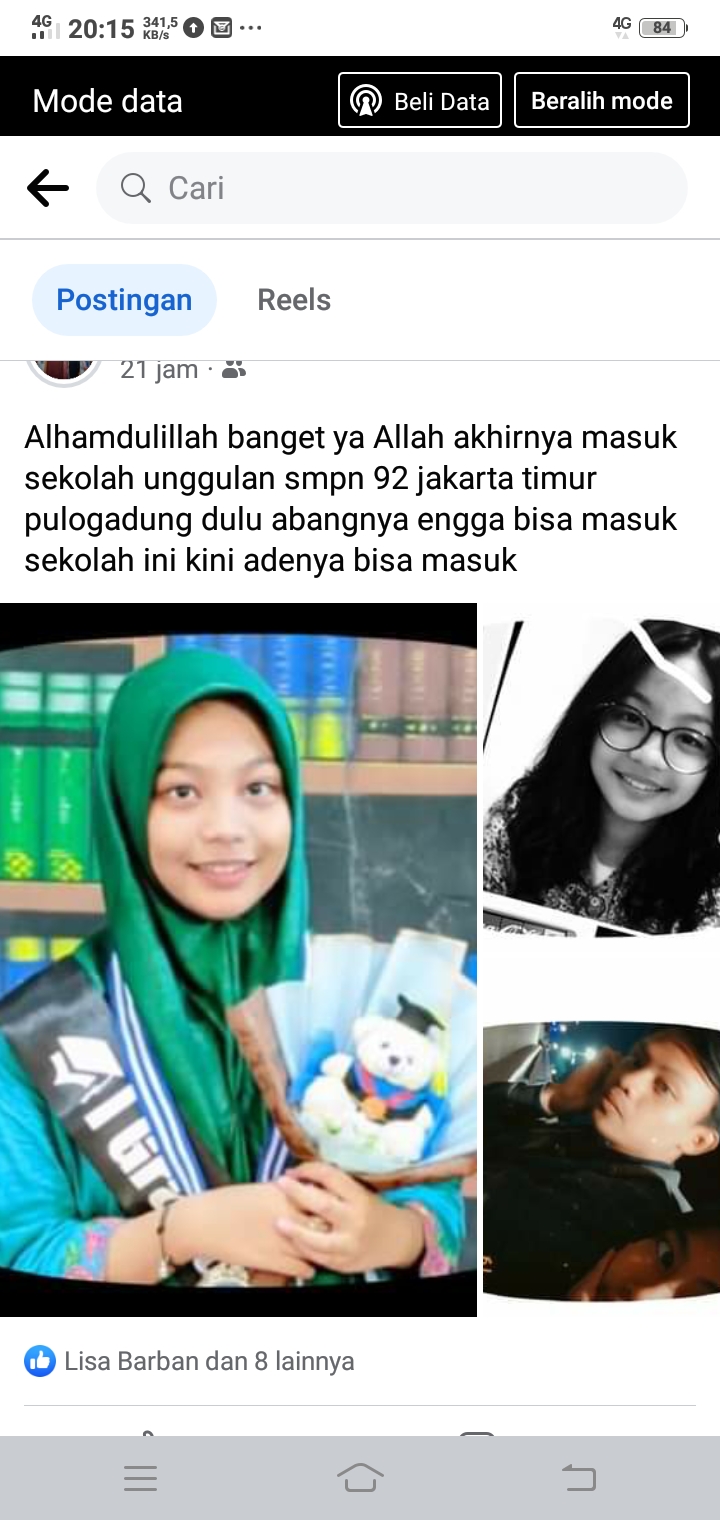 4G 20:15 341,5 KB/s 4G 84
Mode data Beli Data Beralih mode
Cari
Postingan Reels
21 jam ·
Alhamdulillah banget ya Allah akhirnya masuk
sekolah unggulan smpn 92 jakarta timur
pulogadung dulu abangnya engga bisa masuk
sekolah ini kini adenya bisa masuk
Lisa Barban dan 8 lainnya